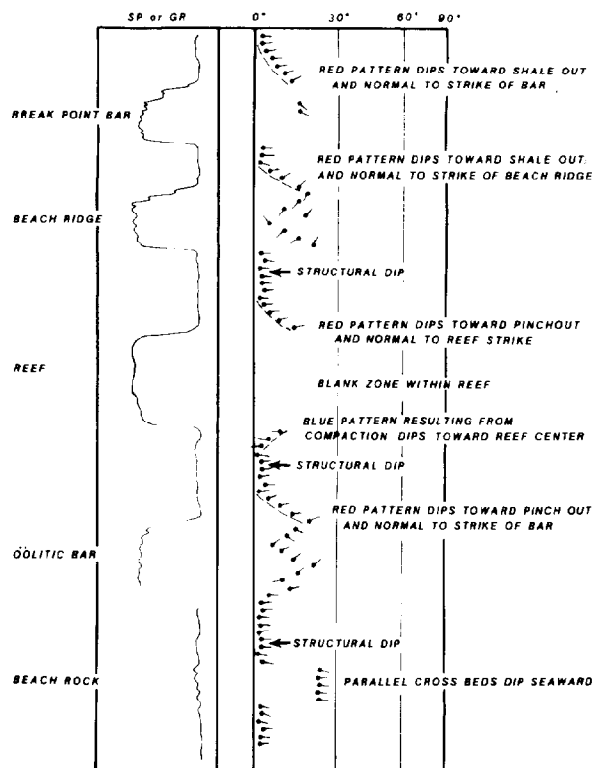 SP or GR 0° 30° 60° 90°
RED PATTERN DIPS TOWARD SHALE OUT
AND NORMAL TO STRIKE OF BAR
BREAK POINT BAR
RED PATTERN DIPS TOWARD SHALE OUT
AND NORMAL TO STRIKE OF BEACH RIDGE
BEACH RIDGE
STRUCTURAL DIP
RED PATTERN DIPS TOWARD PINCHOUT
AND NORMAL TO REEF STRIKE
REEF
BLANK ZONE WITHIN REEF
BLUE PATTERN RESULTING FROM
COMPACTION DIPS TOWARD REEF CENTER
STRUCTURAL DIP
RED PATTERN DIPS TOWARD PINCH OUT
AND NORMAL TO STRIKE OF BAR
ÖOLITIC BAR
STRUCTURAL DIP
BEACH ROCK
PARALLEL CROSS BEDS DIP SEAWARD